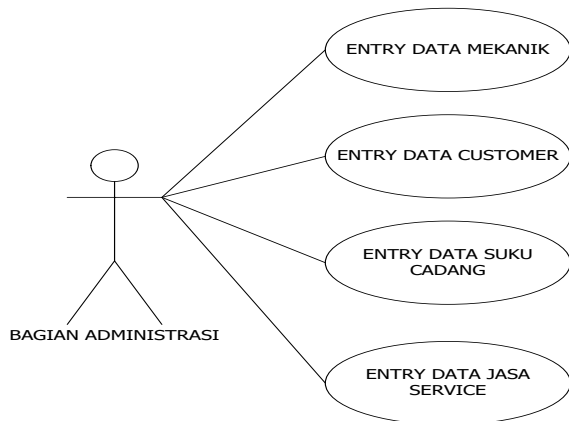 ENTRY DATA MEKANIK
ENTRY DATA CUSTOMER
ENTRY DATA SUKU
CADANG
BAGIAN ADMINISTRASI
ENTRY DATA JASA
SERVICE